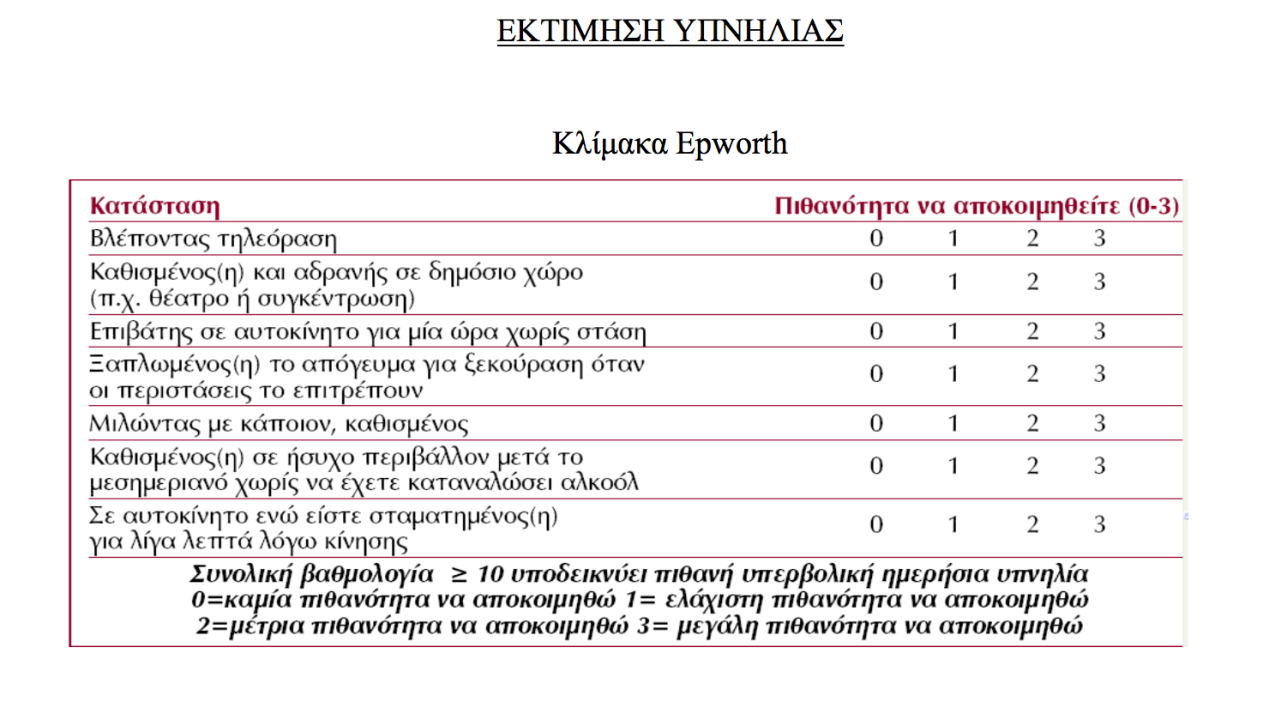 ΕΚΤΙΜΗΣΗ ΥΠΝΗΛΙΑΣ
Κλίμακα Epworth
Κατάσταση Πιθανότητα να αποκοιμηθείτε (0-3)
Βλέποντας τηλεόραση 0 1 2 3
Καθισμένος(η) και αδρανής σε δημόσιο χώρο
(π.χ. θέατρο ή συγκέντρωση) 0 1 2 3
Επιβάτης σε αυτοκίνητο για μία ώρα χωρίς στάση 0 1 2 3
Ξαπλωμένος(η) το απόγευμα για ξεκούραση όταν
οι περιστάσεις το επιτρέπουν 0 1 2 3
Μιλώντας με κάποιον, καθισμένος 0 1 2 3
Καθισμένος(η) σε ήσυχο περιβάλλον μετά το
μεσημεριανό χωρίς να έχετε καταναλώσει αλκοόλ 0 1 2 3
Σε αυτοκίνητο ενώ είστε σταματημένος(η)
για λίγα λεπτά λόγω κίνησης 0 1 2 3
Συνολική βαθμολογία ≥ 10 υποδεικνύει πιθανή υπερβολική ημερήσια υπνηλία
0=καμία πιθανότητα να αποκοιμηθώ 1= ελάχιστη πιθανότητα να αποκοιμηθώ
2=μέτρια πιθανότητα να αποκοιμηθώ 3= μεγάλη πιθανότητα να αποκοιμηθώ